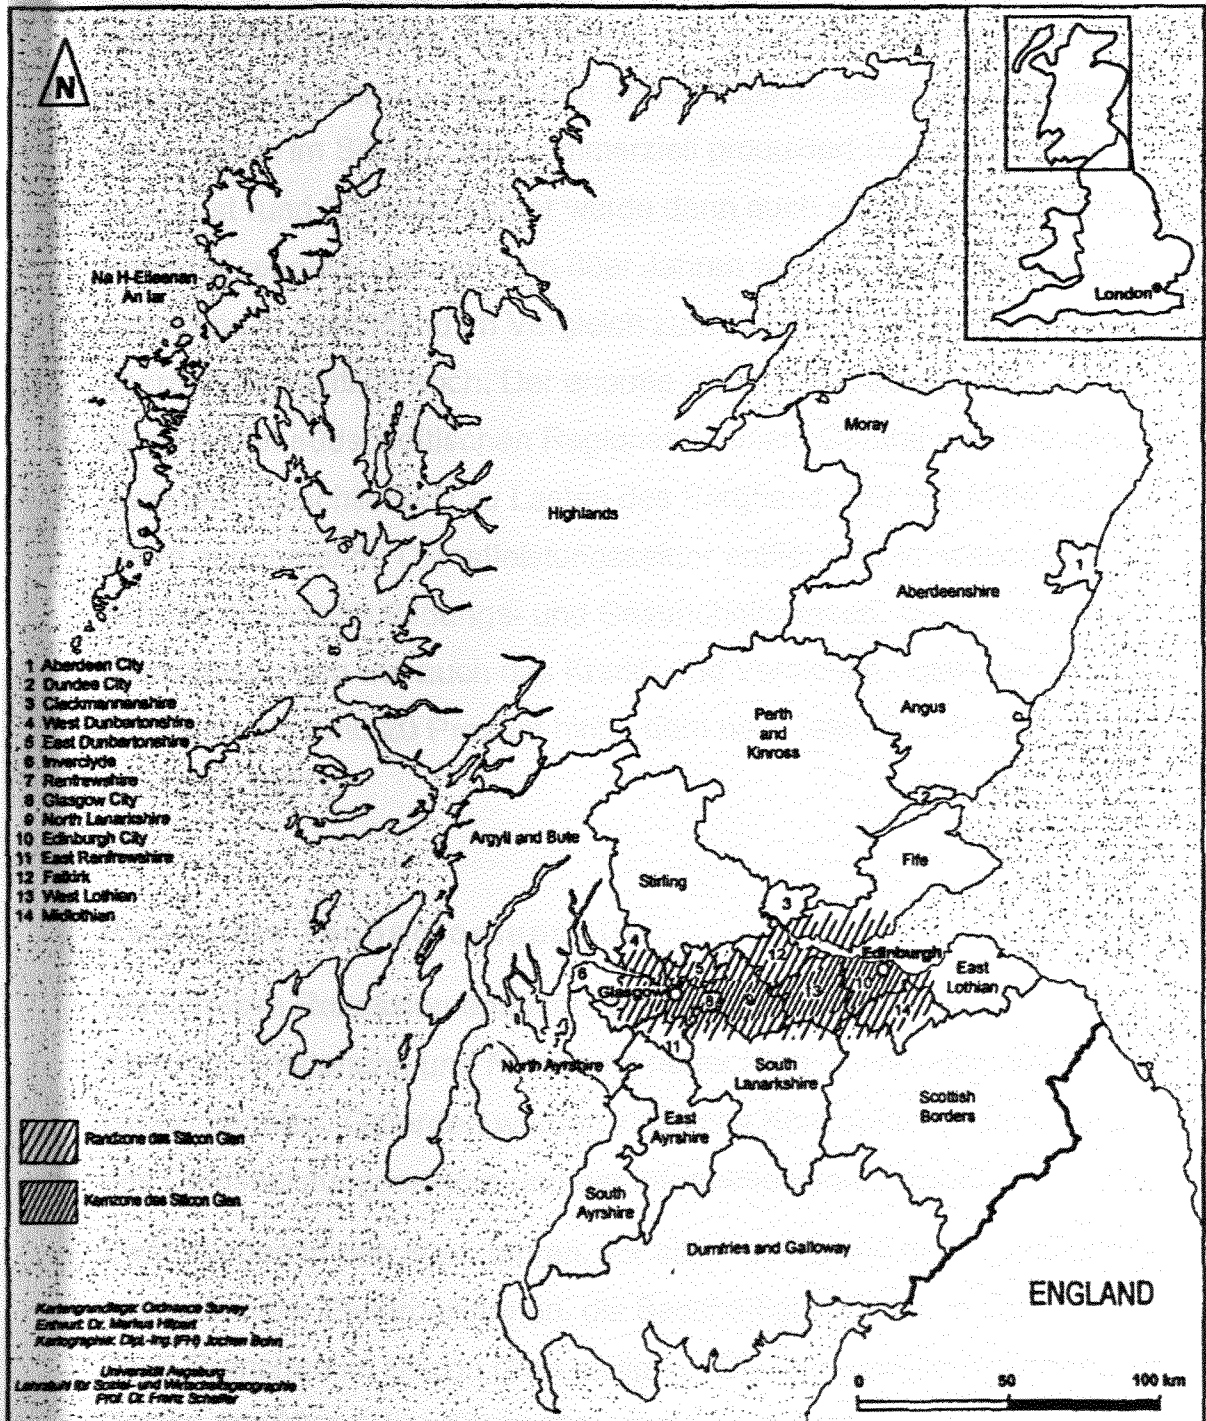 N
London
Na H-Eileenan
An Iar
Moray
Highlands
1
Aberdeenshire
1 Aberdeen City
2 Dundee City
3 Clackmannanshire
4 West Dunbartonshire
5 East Dunbartonshire
6 Inverclyde
7 Renfrewshire
8 Glasgow City
9 North Lanarkshire
10 Edinburgh City
11 East Renfrewshire
12 Falkirk
13 West Lothian
14 Midlothian
Angus
Perth
and
Kinross
2
Argyll and Bute
Fife
Stirling
3
4
12
Edinburgh
5
6
East
Lothian
Glasgow
8
9
13
10
14
11
North Ayrshire
South
Lanarkshire
Scottish
Borders
East
Ayrshire
Randzone des Silicon Glen
Kernzone des Silicon Glen
South
Ayrshire
Dumfries and Galloway
ENGLAND
Kartengrundlage: Ordnance Survey
Entwurf: Dr. Markus Hilpert
Kartographie: Dipl.-Ing. (FH) Jochen Bohn
Universität Augsburg
Lehrstuhl für Sozial- und Wirtschaftsgeographie
Prof. Dr. Franz Schaffer
0 50 100 km